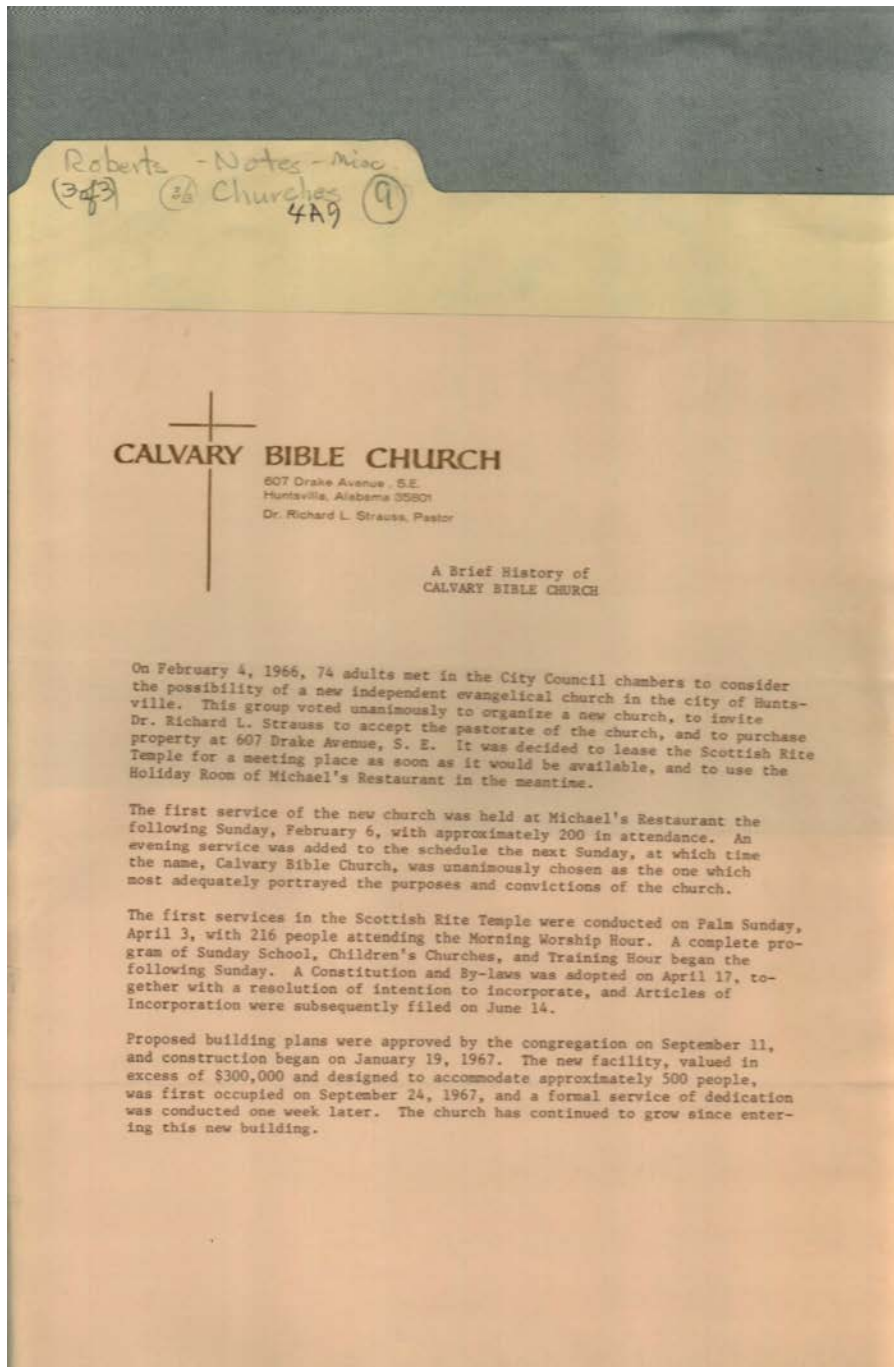 Roberts - Notes - Misc
(3 of 3) Churches 9
4A9
CALVARY BIBLE CHURCH
607 Drake Avenue, S.E.
Huntsville, Alabama 35801
Dr. Richard L. Strauss, Pastor
A Brief History of
CALVARY BIBLE CHURCH
On February 4, 1966, 74 adults met in the City Council chambers to consider
the possibility of a new independent evangelical church in the city of Hunts-
ville. This group voted unanimously to organize a new church, to invite
Dr. Richard L. Strauss to accept the pastorate of the church, and to purchase
property at 607 Drake Avenue, S. E. It was decided to lease the Scottish Rite
Temple for a meeting place as soon as it would be available, and to use the
Holiday Room of Michael's Restaurant in the meantime.
The first service of the new church was held at Michael's Restaurant the
following Sunday, February 6, with approximately 200 in attendance. An
evening service was added to the schedule the next Sunday, at which time
the name, Calvary Bible Church, was unanimously chosen as the one which
most adequately portrayed the purposes and convictions of the church.
The first services in the Scottish Rite Temple were conducted on Palm Sunday,
April 3, with 216 people attending the Morning Worship Hour. A complete pro-
gram of Sunday School, Children's Churches, and Training Hour began the
following Sunday. A Constitution and By-laws was adopted on April 17, to-
gether with a resolution of intention to incorporate, and Articles of
Incorporation were subsequently filed on June 14.
Proposed building plans were approved by the congregation on September 11,
and construction began on January 19, 1967. The new facility, valued in
excess of $300,000 and designed to accommodate approximately 500 people,
was first occupied on September 24, 1967, and a formal service of dedication
was conducted one week later. The church has continued to grow since enter-
ing this new building.